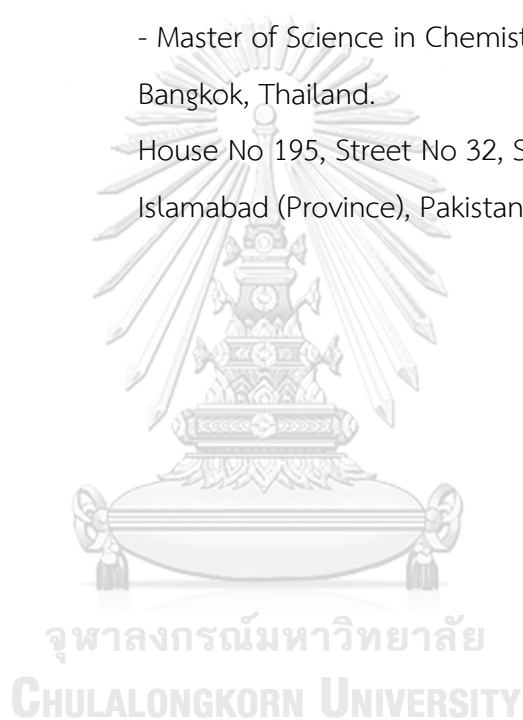 - Master of Science in Chemist
Bangkok, Thailand.
House No 195, Street No 32, S
Islamabad (Province), Pakistan
จุฬาลงกรณ์มหาวิทยาลัย
CHULALONGKORN UNIVERSITY